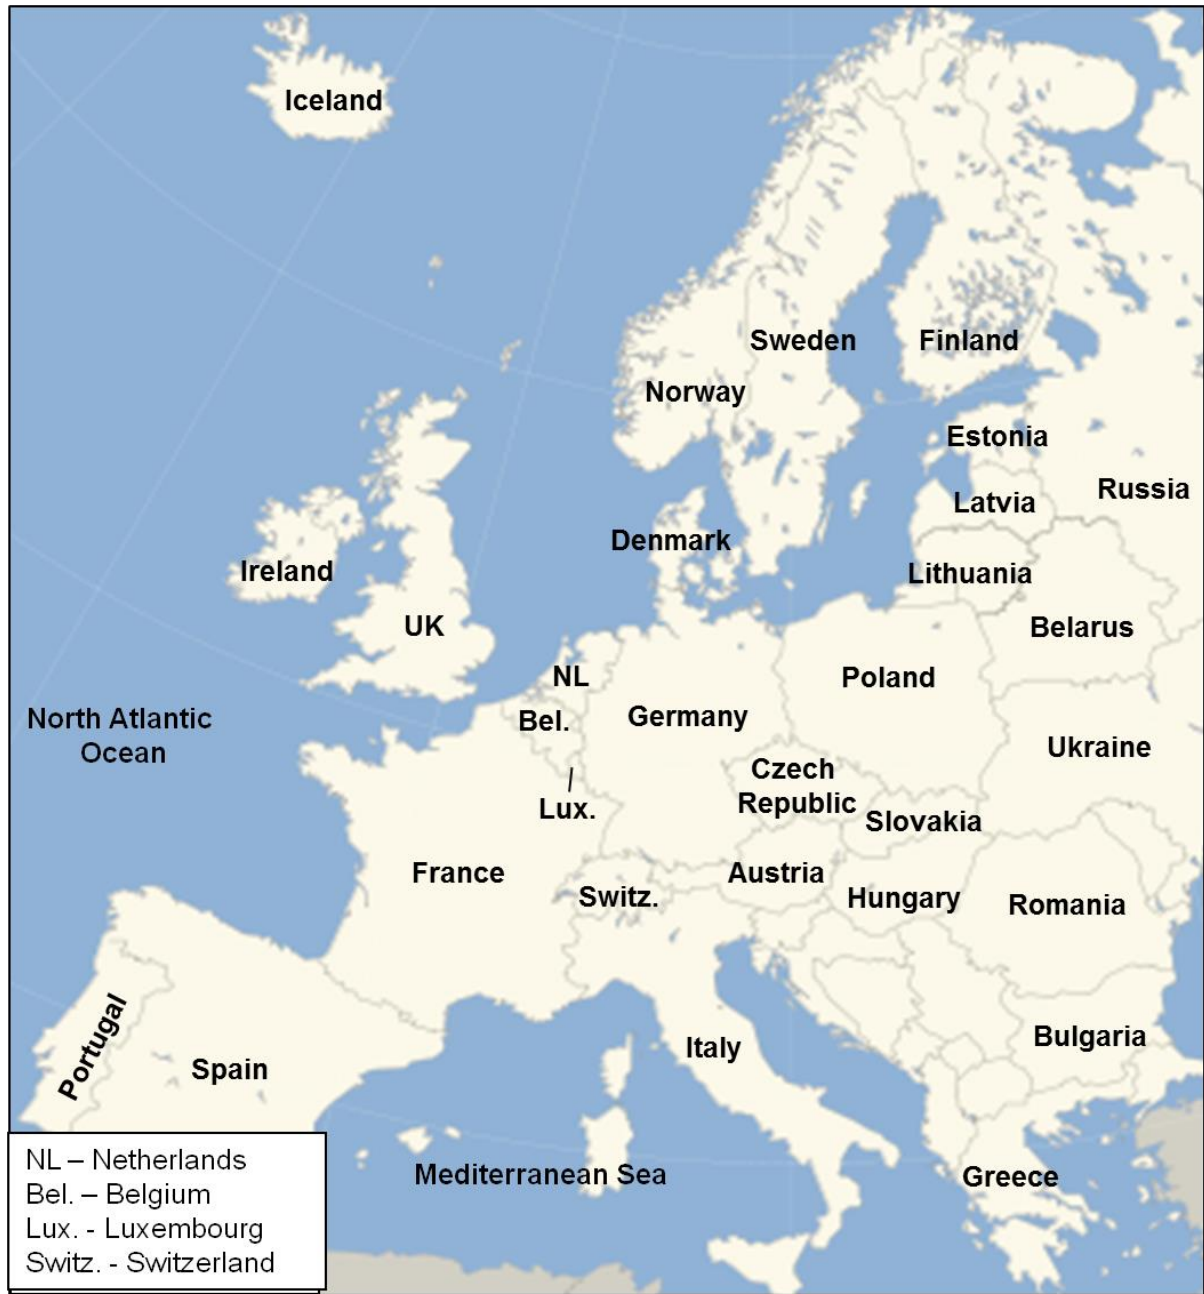 Iceland
Sweden
Finland
Norway
Estonia
Russia
Latvia
Denmark
Ireland
Lithuania
UK
Belarus
NL
Poland
North Atlantic
Ocean
Bel.
Germany
Ukraine
Czech
Republic
Lux.
Slovakia
France
Austria
Switz.
Hungary
Romania
Portugal
Bulgaria
Italy
Spain
Mediterranean Sea
Greece
NL – Netherlands
Bel. – Belgium
Lux. - Luxembourg
Switz. - Switzerland